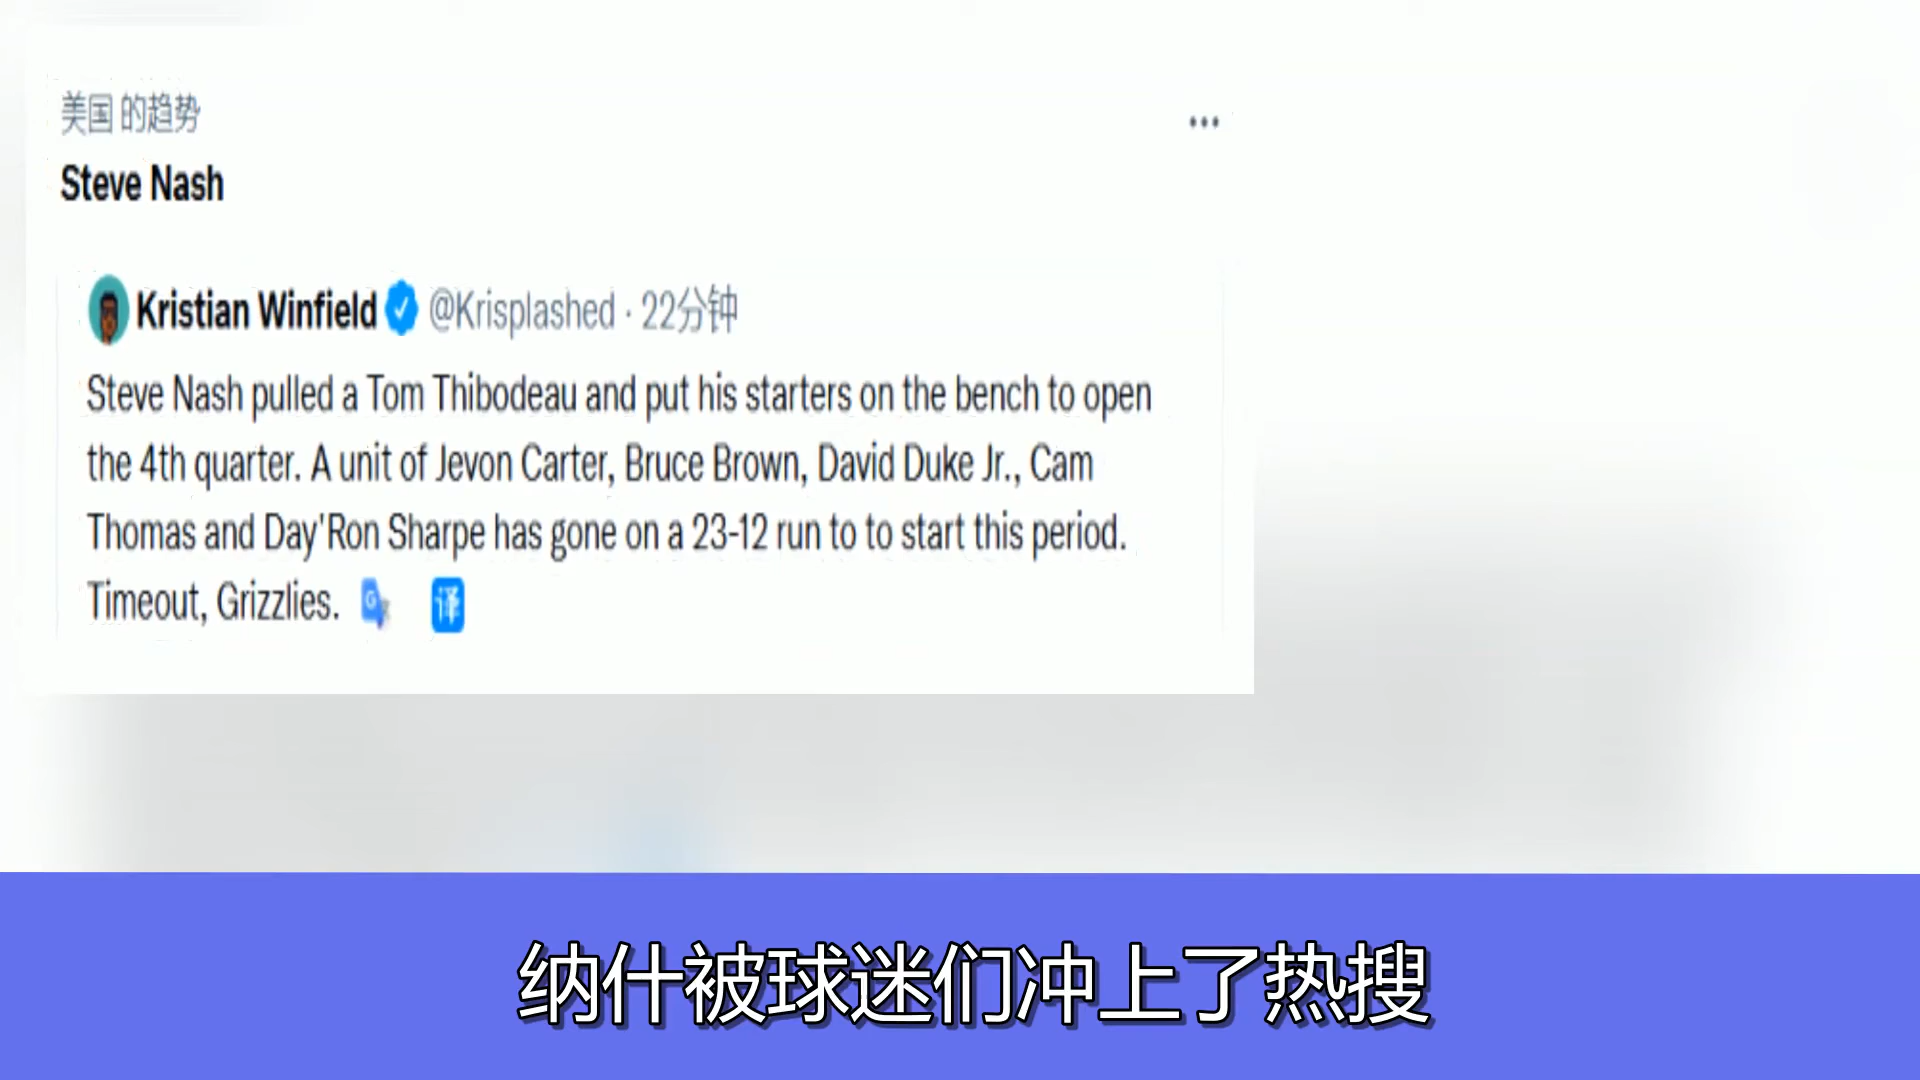 美国 的趋势
Steve Nash
Kristian Winfield @Krisplashed · 22分钟
Steve Nash pulled a Tom Thibodeau and put his starters on the bench to open
the 4th quarter. A unit of Jevon Carter, Bruce Brown, David Duke Jr., Cam
Thomas and Day'Ron Sharpe has gone on a 23-12 run to to start this period.
Timeout, Grizzlies. G 译
纳什被球迷们冲上了热搜